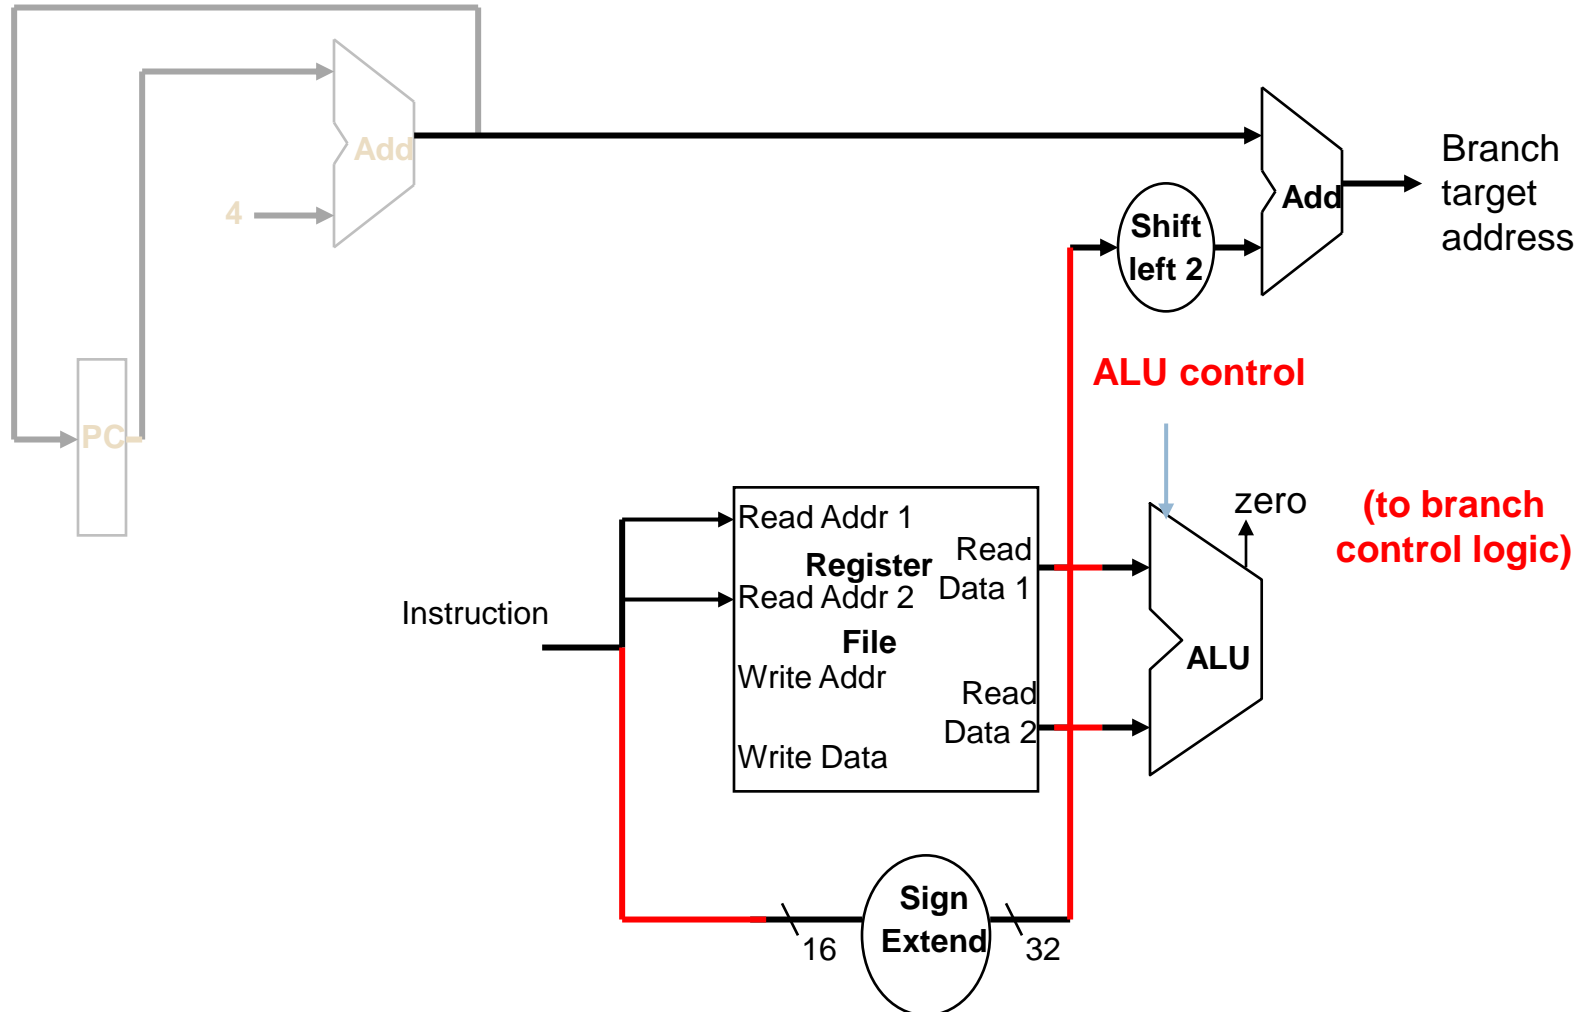 Add
4
PC
Add
Branch
target
address
Shift
left 2
ALU control
Instruction
Read Addr 1
Register
Read Addr 2
File
Write Addr
Write Data
Read
Data 1
Read
Data 2
zero
(to branch
control logic)
ALU
Sign
Extend
16
32